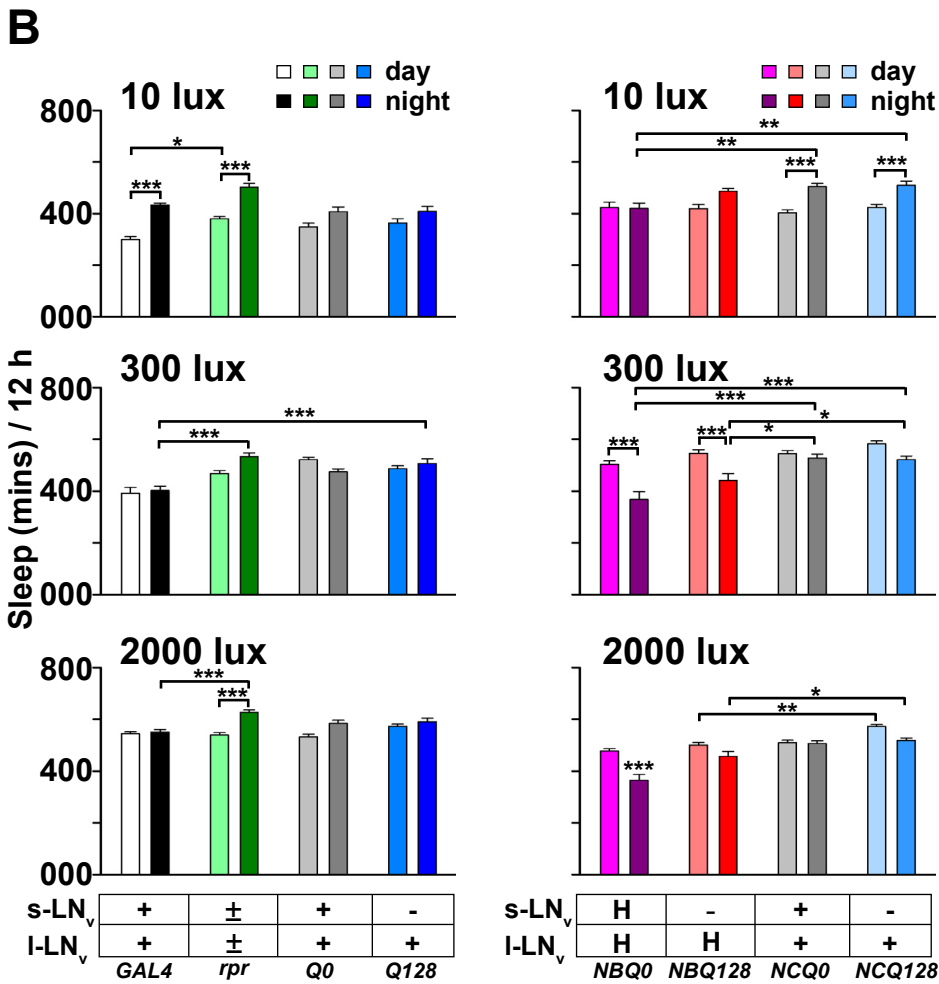 B
day
night
day
night
10 lux
10 lux
800
400
000
*
***
***
**
**
***
***
300 lux
300 lux
800
400
000
***
***
***
***
*
*
***
***
2000 lux
2000 lux
800
400
000
***
***
*
**
***
Sleep (mins) / 12 h
s-LNv + ± + -
l-LNv + ± + +
GAL4 rpr Q0 Q128
s-LNv H - + -
l-LNv H H + +
NBQ0 NBQ128 NCQ0 NCQ128